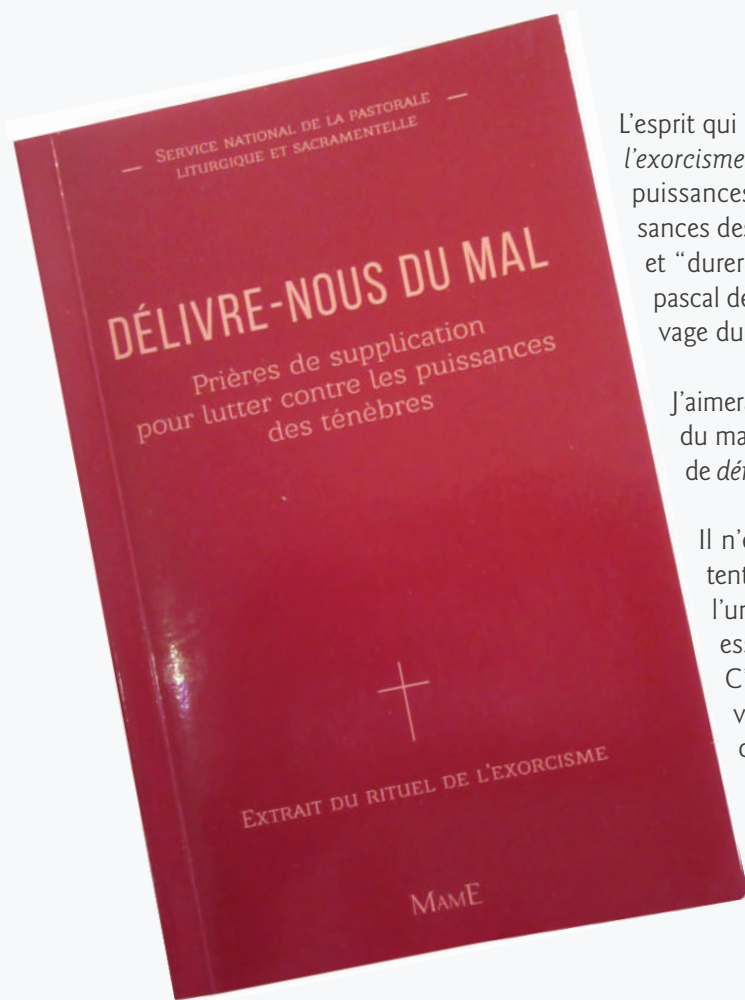 — SERVICE NATIONAL DE LA PASTORALE —
LITURGIQUE ET SACRAMENTELLE
DÉLIVRE-NOUS DU MAL
Prières de supplication
pour lutter contre les puissances
des ténèbres
EXTRAIT DU RITUEL DE L'EXORCISME
MAME
L’esprit qui
l’exorcisme
puissances
sances des
et “durer
pascal de
vage du
J’aimer
du ma
de dé
Il n’e
tent
l’un
ess
C’
v